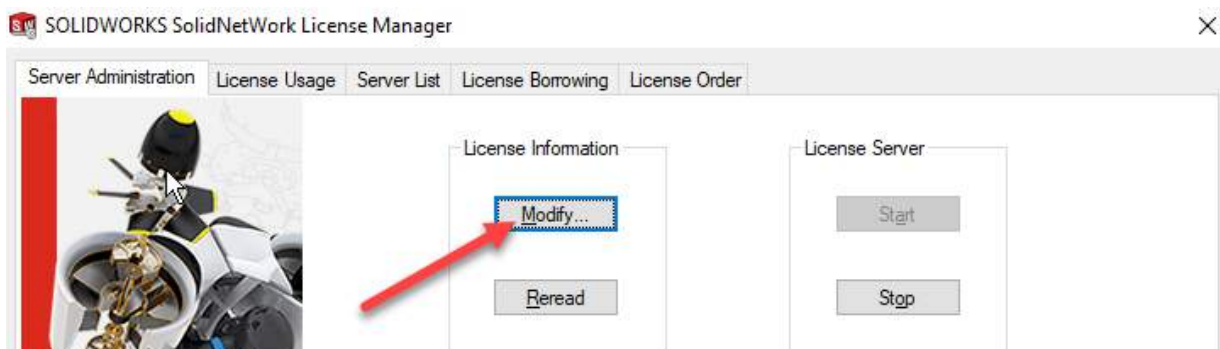 SOLIDWORKS SolidNetWork License Manager
Server Administration License Usage Server List License Borrowing License Order
License Information License Server
Modify... Start
Reread Stop